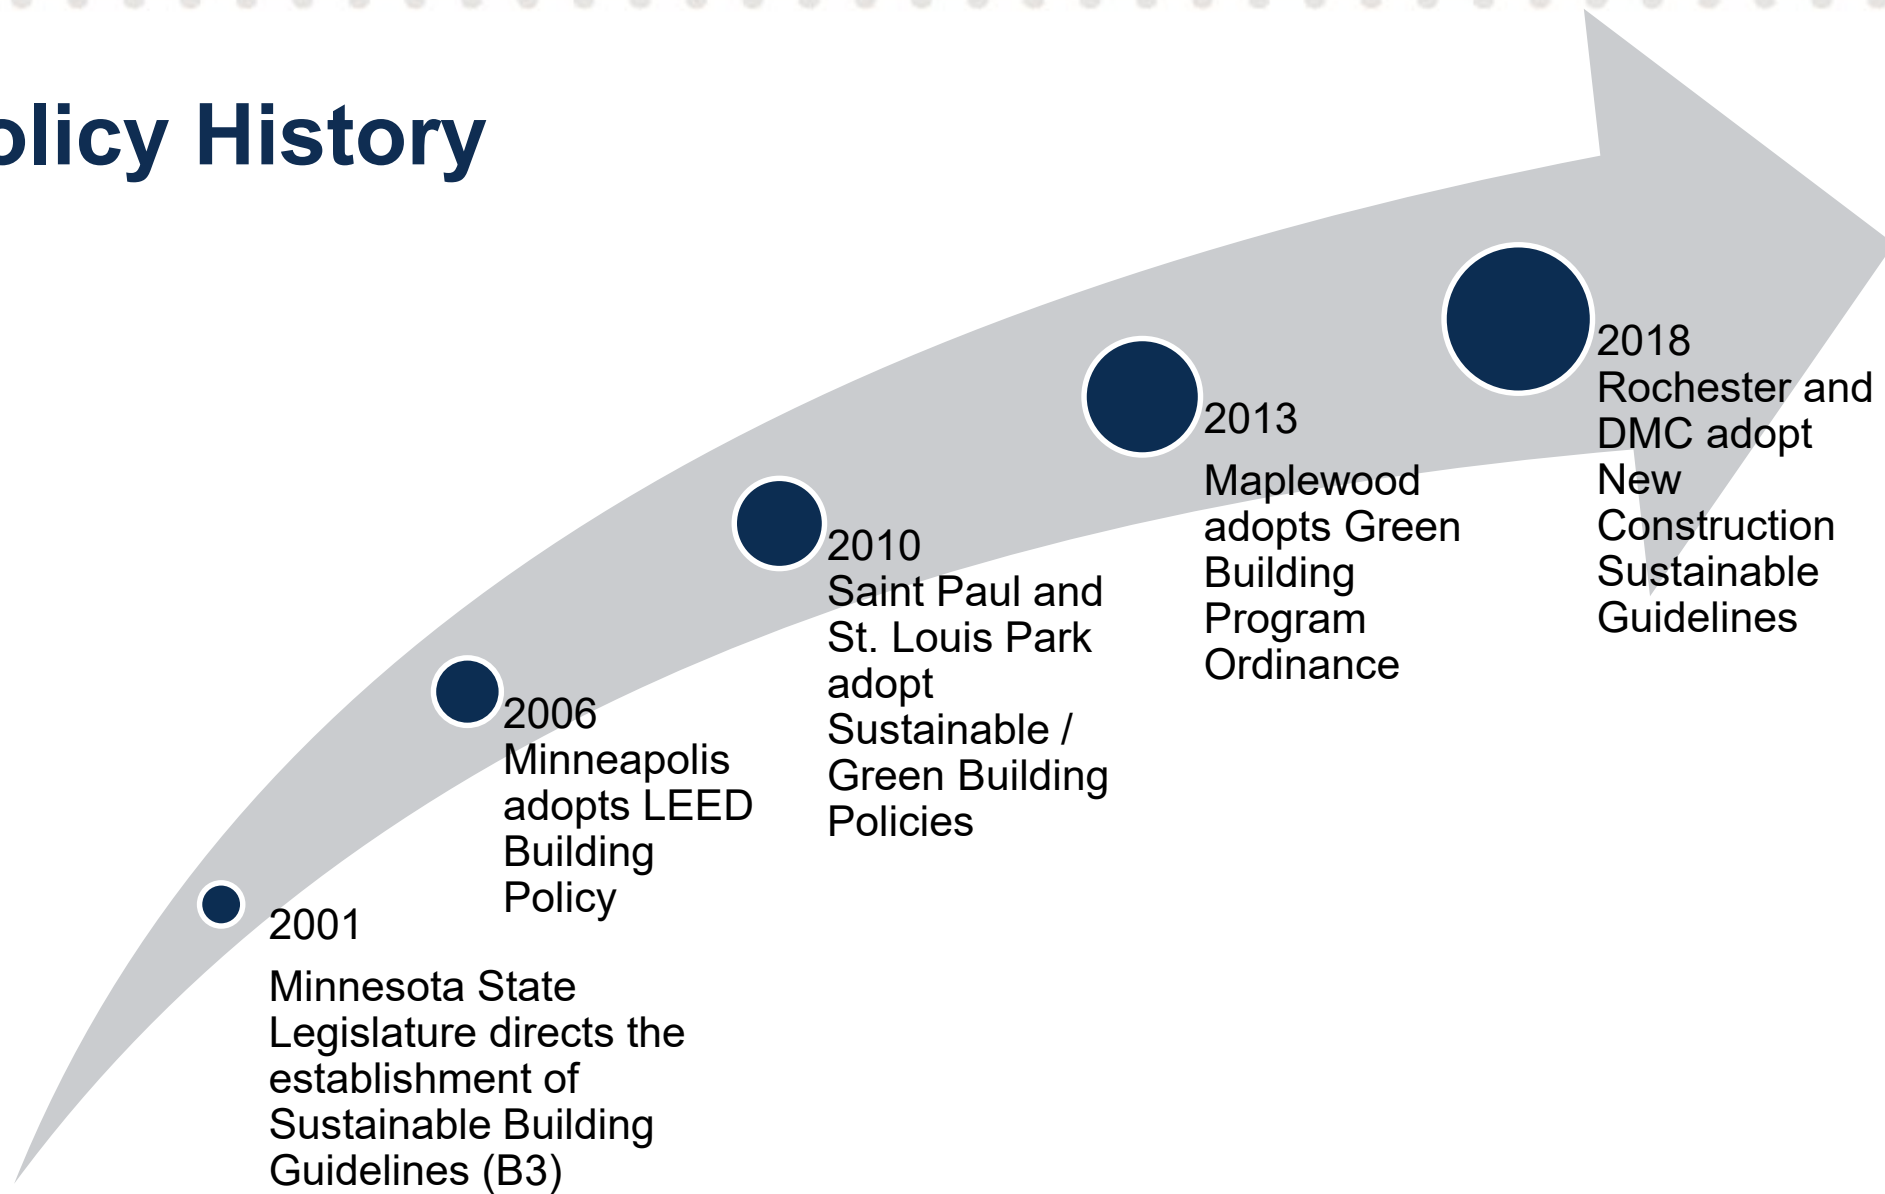 olicy History
2001
Minnesota State
Legislature directs the
establishment of
Sustainable Building
Guidelines (B3)
2006
Minneapolis
adopts LEED
Building
Policy
2010
Saint Paul and
St. Louis Park
adopt
Sustainable /
Green Building
Policies
2013
Maplewood
adopts Green
Building
Program
Ordinance
2018
Rochester and
DMC adopt
New
Construction
Sustainable
Guidelines